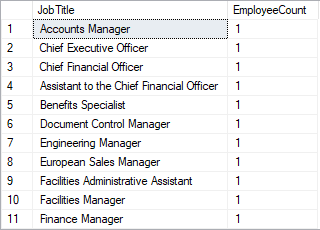 JobTitle EmployeeCount
1 Accounts Manager 1
2 Chief Executive Officer 1
3 Chief Financial Officer 1
4 Assistant to the Chief Financial Officer 1
5 Benefits Specialist 1
6 Document Control Manager 1
7 Engineering Manager 1
8 European Sales Manager 1
9 Facilities Administrative Assistant 1
10 Facilities Manager 1
11 Finance Manager 1